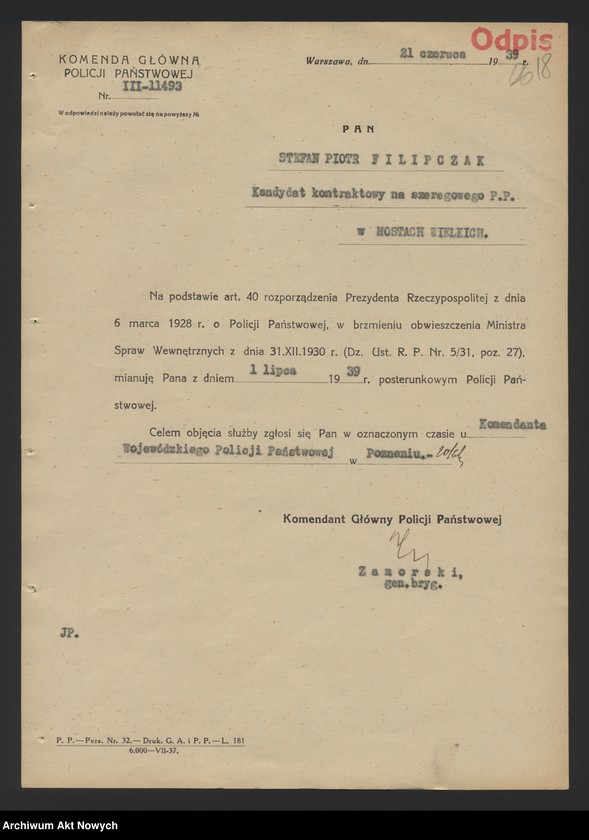 Odpis
KOMENDA GŁÓWNA
POLICJI PAŃSTWOWEJ
Nr. III-11493
W odpowiedzi należy powołać się na powyższy №
Warszawa, dn. 21 czerwca 1939 r.
18
PAN
STEFAN PIOTR FILIPCZAK
Kandydat kontraktowy na szeregowego P.P.
w MOSTACH WIELKICH.
Na podstawie art. 40 rozporządzenia Prezydenta Rzeczypospolitej z dnia
6 marca 1928 r. o Policji Państwowej, w brzmieniu obwieszczenia Ministra
Spraw Wewnętrznych z dnia 31.XII.1930 r. (Dz. Ust. R. P. Nr. 5/31, poz. 27),
mianuję Pana z dniem 1 lipca 1939 r. posterunkowym Policji Pań-
stwowej.
Celem objęcia służby zgłosi się Pan w oznaczonym czasie u Komendanta
Wojewódzkiego Policji Państwowej w Poznaniu.-
Komendant Główny Policji Państwowej
Zamorski,
gen.bryg.
JP.
P. P.—Pers. Nr. 32.— Druk. G. A. i P. P.— L. 181
6.000—VII-37.
Archiwum Akt Nowych